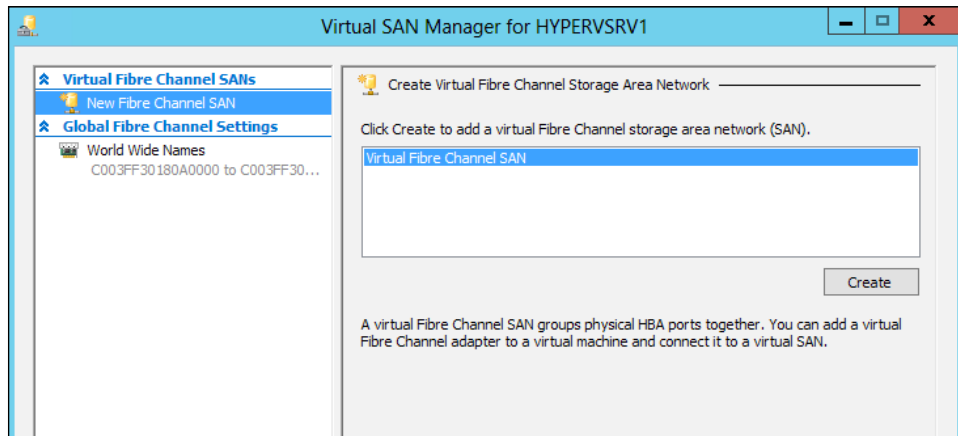 Virtual SAN Manager for HYPERVSRV1
Virtual Fibre Channel SANs
New Fibre Channel SAN
Global Fibre Channel Settings
World Wide Names
C003FF30180A0000 to C003FF30...
Create Virtual Fibre Channel Storage Area Network
Click Create to add a virtual Fibre Channel storage area network (SAN).
Virtual Fibre Channel SAN
Create
A virtual Fibre Channel SAN groups physical HBA ports together. You can add a virtual
Fibre Channel adapter to a virtual machine and connect it to a virtual SAN.